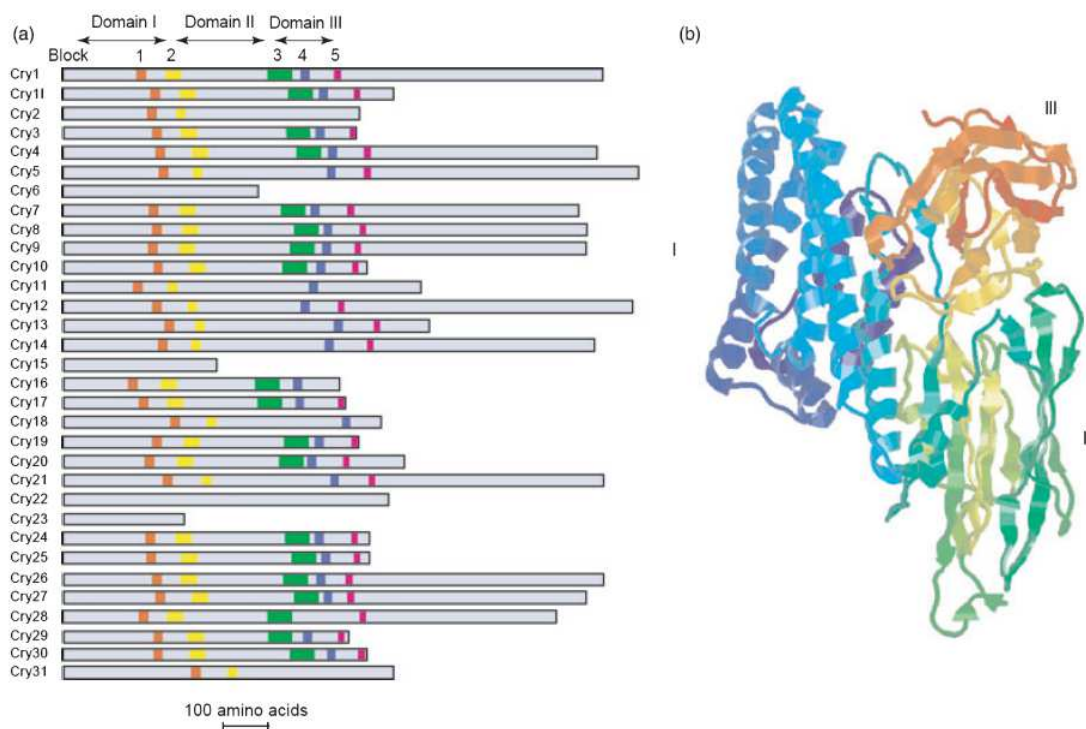 (a)
Domain I Domain II Domain III
Block 1 2 3 4 5
Cry1
Cry1I
Cry2
Cry3
Cry4
Cry5
Cry6
Cry7
Cry8
Cry9
Cry10
Cry11
Cry12
Cry13
Cry14
Cry15
Cry16
Cry17
Cry18
Cry19
Cry20
Cry21
Cry22
Cry23
Cry24
Cry25
Cry26
Cry27
Cry28
Cry29
Cry30
Cry31
100 amino acids
(b)
III
I